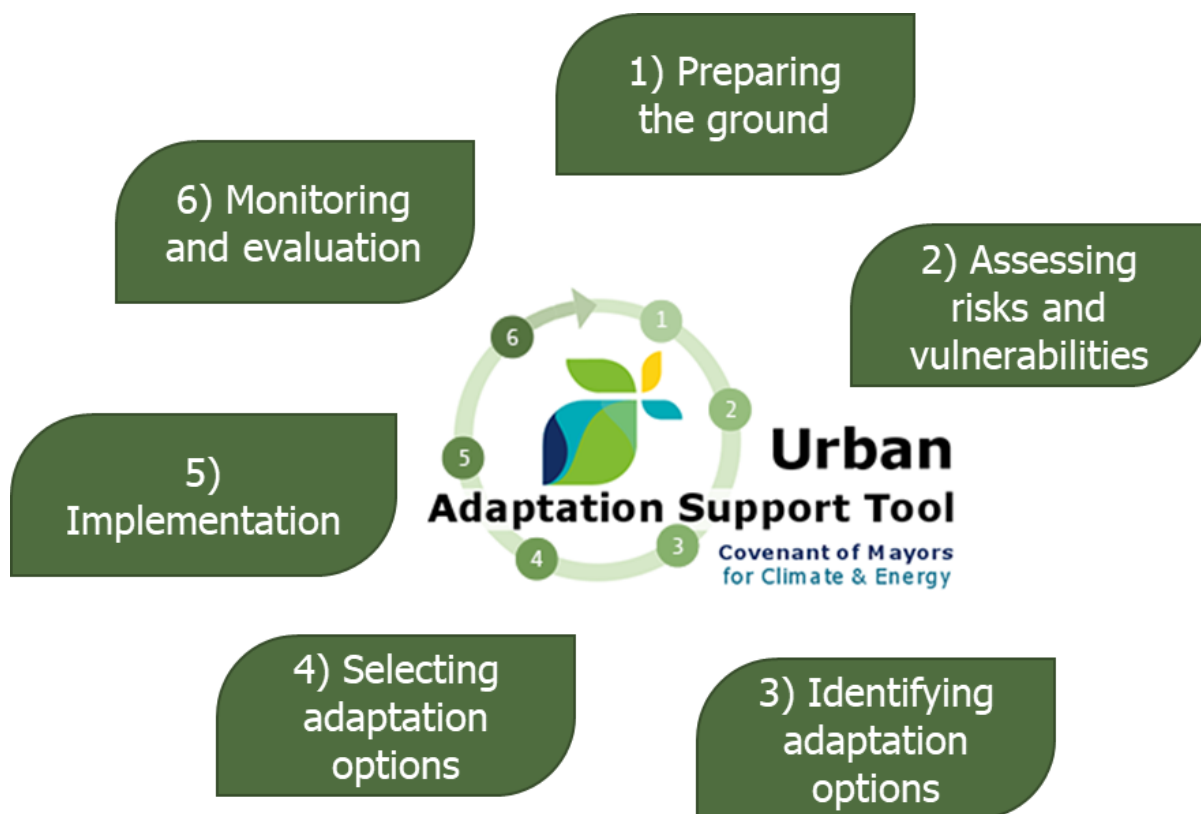 1) Preparing
the ground
2) Assessing
risks and
vulnerabilities
3) Identifying
adaptation
options
4) Selecting
adaptation
options
5)
Implementation
6) Monitoring
and evaluation
1
2
3
4
5
6
Urban
Adaptation Support Tool
Covenant of Mayors
for Climate & Energy